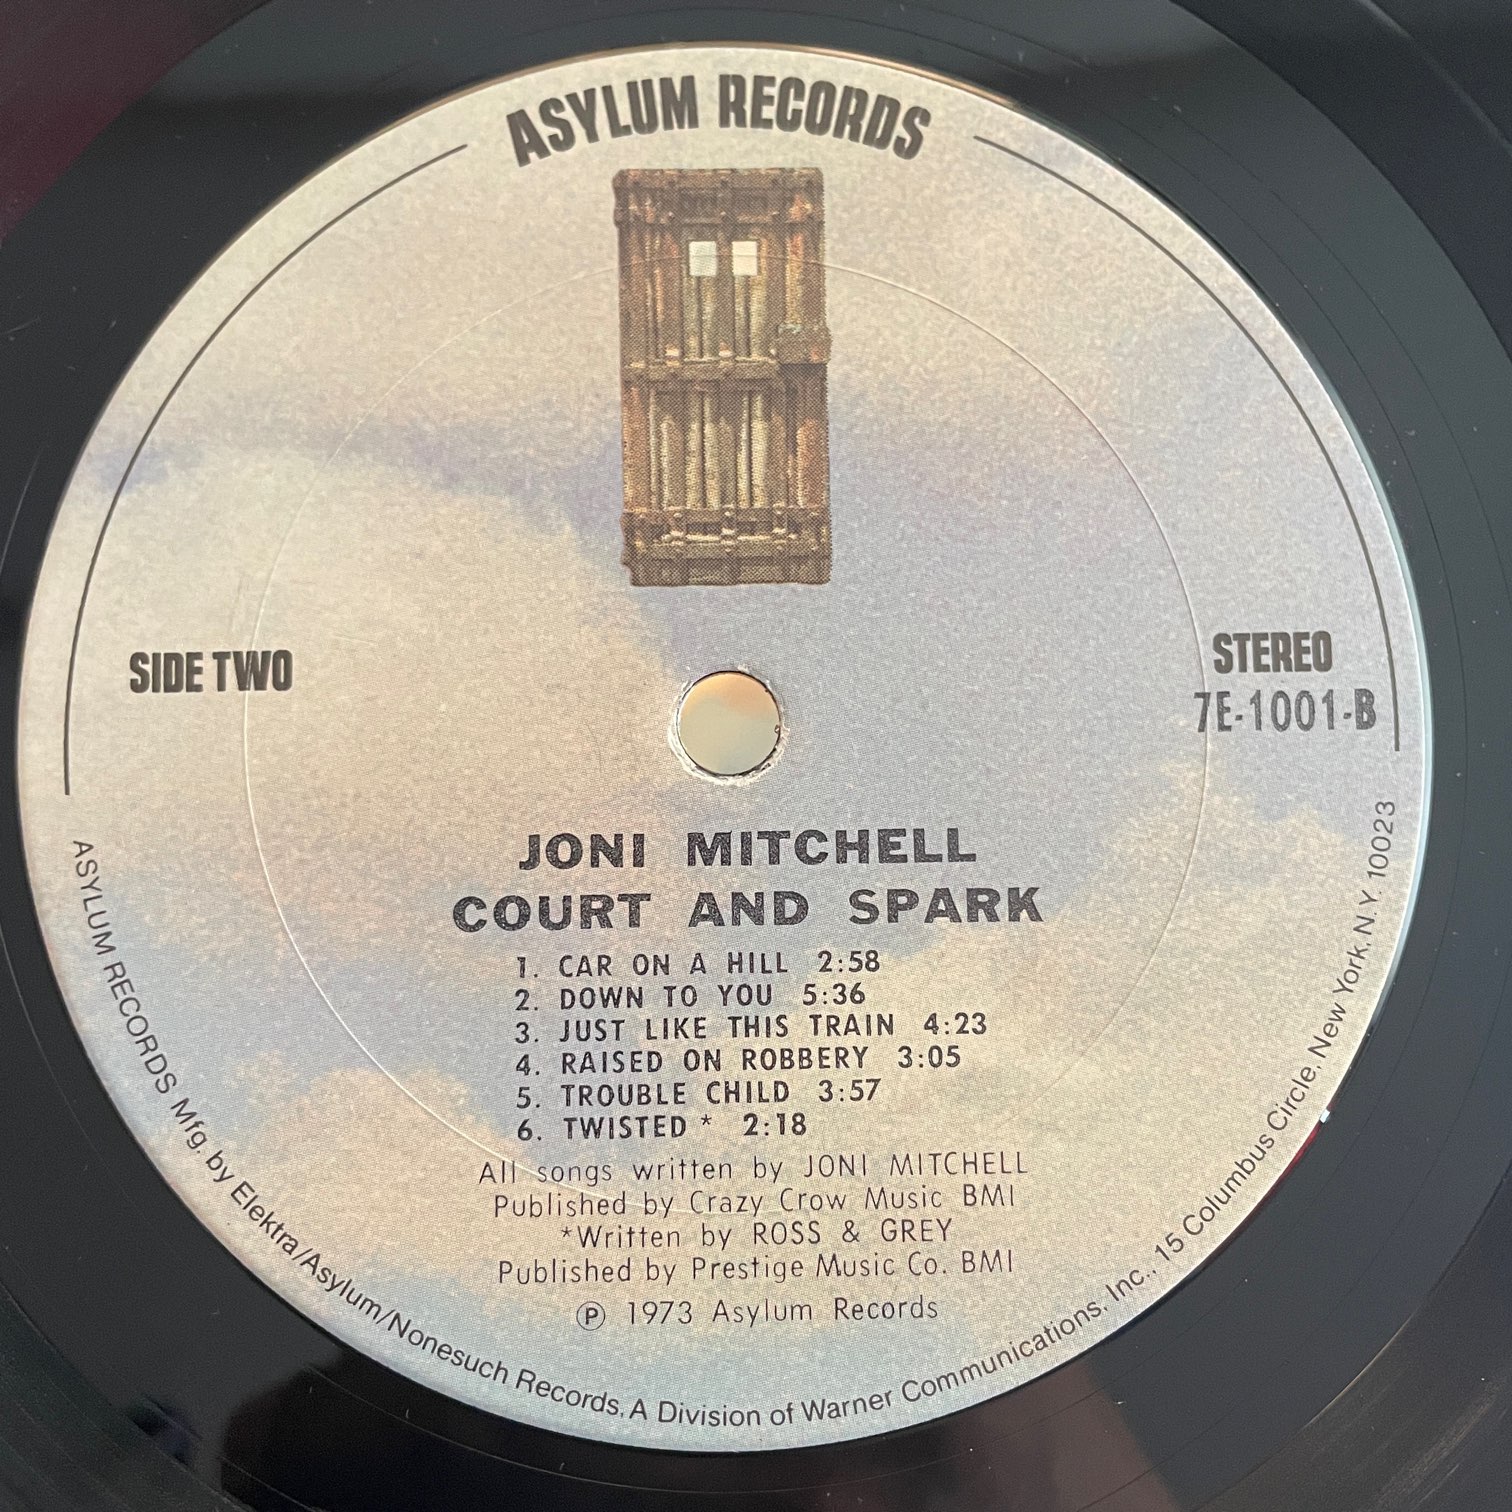 ASYLUM RECORDS
SIDE TWO
STEREO
7E-1001-B
JONI MITCHELL
COURT AND SPARK
1. CAR ON A HILL 2:58
2. DOWN TO YOU 5:36
3. JUST LIKE THIS TRAIN 4:23
4. RAISED ON ROBBERY 3:05
5. TROUBLE CHILD 3:57
6. TWISTED * 2:18
All songs written by JONI MITCHELL
Published by Crazy Crow Music BMI
*Written by ROSS & GREY
Published by Prestige Music Co. BMI
℗ 1973 Asylum Records
ASYLUM RECORDS Mfg. by Elektra/Asylum/Nonesuch Records, A Division of Warner Communications, Inc., 15 Columbus Circle, New York, N.Y. 10023